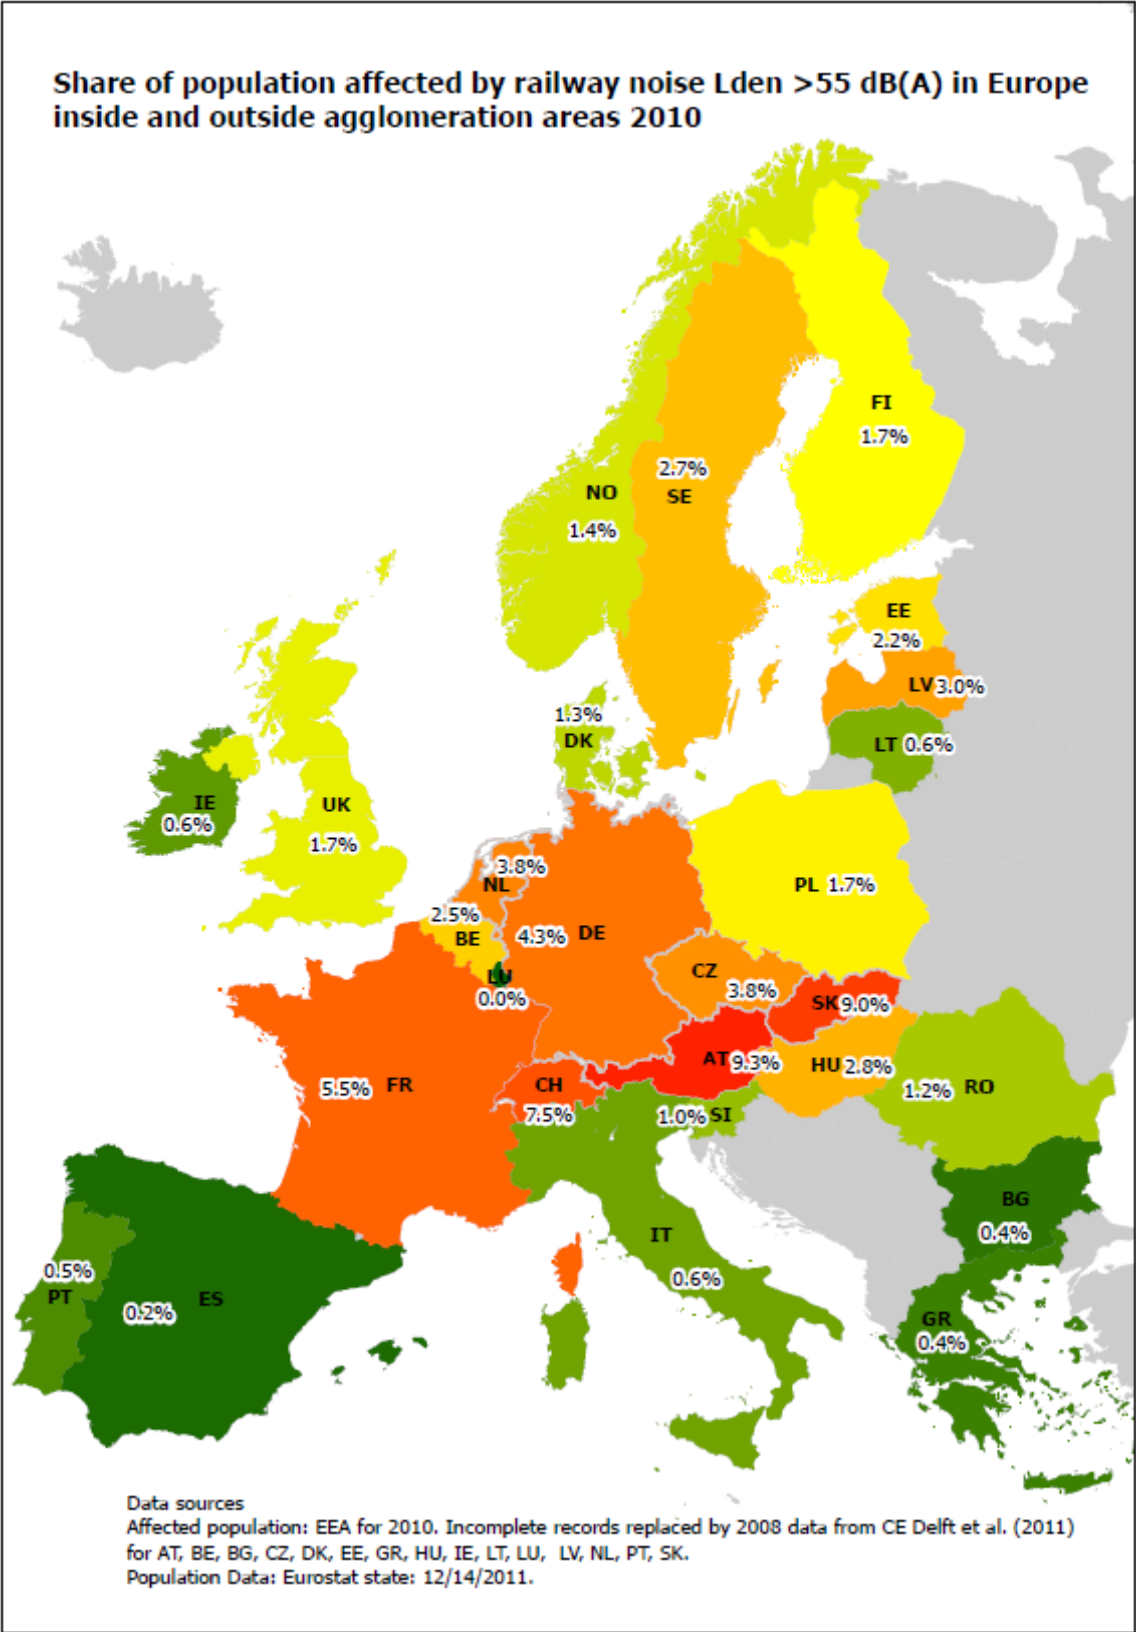 Share of population affected by railway noise Lden >55 dB(A) in Europe
inside and outside agglomeration areas 2010
FI
1.7%
2.7%
SE
NO
1.4%
EE
2.2%
LV 3.0%
LT 0.6%
1.3%
DK
IE
0.6%
UK
1.7%
3.8%
NL
2.5%
BE
4.3% DE
PL 1.7%
LU
0.0%
CZ
3.8%
SK 9.0%
AT 9.3%
HU 2.8%
5.5% FR
CH
7.5%
1.0% SI
1.2% RO
BG
0.4%
IT
0.6%
0.5%
PT
0.2% ES
GR
0.4%
Data sources
Affected population: EEA for 2010. Incomplete records replaced by 2008 data from CE Delft et al. (2011)
for AT, BE, BG, CZ, DK, EE, GR, HU, IE, LT, LU, LV, NL, PT, SK.
Population Data: Eurostat state: 12/14/2011.